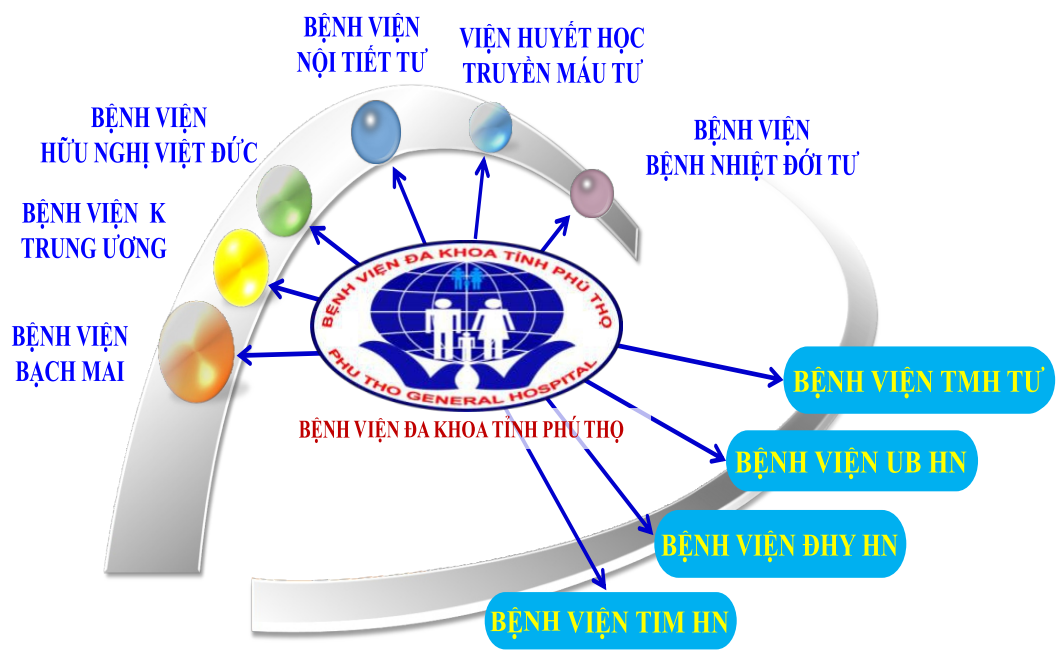 BỆNH VIỆN
NỘI TIẾT TƯ
VIỆN HUYẾT HỌC
TRUYỀN MÁU TƯ
BỆNH VIỆN
HỮU NGHỊ VIỆT ĐỨC
BỆNH VIỆN
BỆNH NHIỆT ĐỚI TƯ
BỆNH VIỆN K
TRUNG ƯƠNG
BỆNH VIỆN
BẠCH MAI
BỆNH VIỆN ĐA KHOA TỈNH PHÚ THỌ
PHU THO GENERAL HOSPITAL
BỆNH VIỆN ĐA KHOA TỈNH PHÚ THỌ
BỆNH VIỆN TMH TƯ
BỆNH VIỆN UB HN
BỆNH VIỆN ĐHY HN
BỆNH VIỆN TIM HN